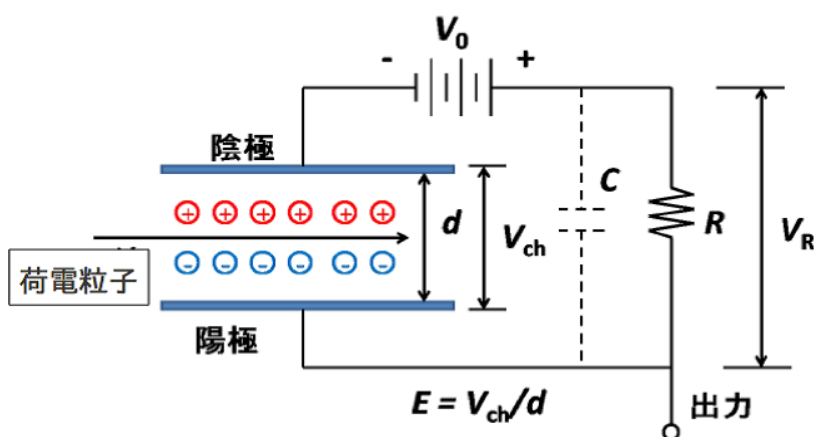 V0
- +
陰極
+ + + + + +
d
Vch
C
R
VR
荷電粒子
- - - - - -
陽極
E = Vch/d
出力